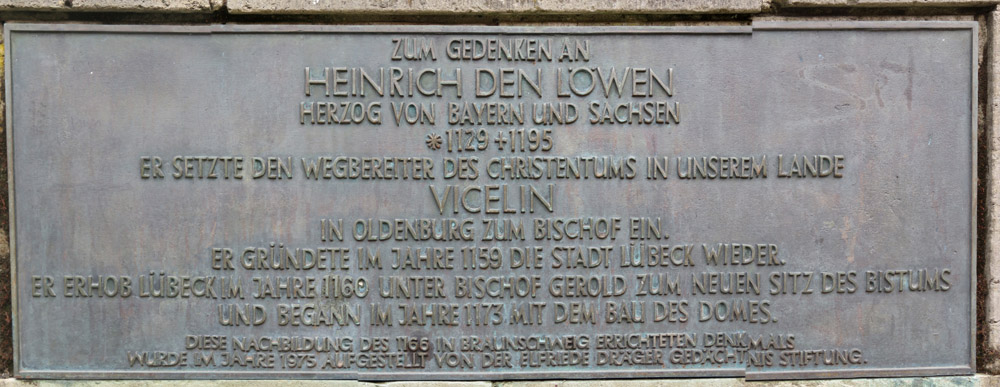 ZUM GEDENKEN AN
HEINRICH DEN LÖWEN
HERZOG VON BAYERN UND SACHSEN
*1129 +1195
ER SETZTE DEN WEGBEREITER DES CHRISTENTUMS IN UNSEREM LANDE
VICELIN
IN OLDENBURG ZUM BISCHOF EIN.
ER GRÜNDETE IM JAHRE 1159 DIE STADT LÜBECK WIEDER.
ER ERHOB LÜBECK IM JAHRE 1160 UNTER BISCHOF GEROLD ZUM NEUEN SITZ DES BISTUMS
UND BEGANN IM JAHRE 1173 MIT DEM BAU DES DOMES.
DIESE NACHBILDUNG DES 1166 IN BRAUNSCHWEIG ERRICHTETEN DENKMALS
WURDE IM JAHRE 1975 AUFGESTELLT VON DER ELFRIEDE DRÄGER GEDÄCHTNIS STIFTUNG.